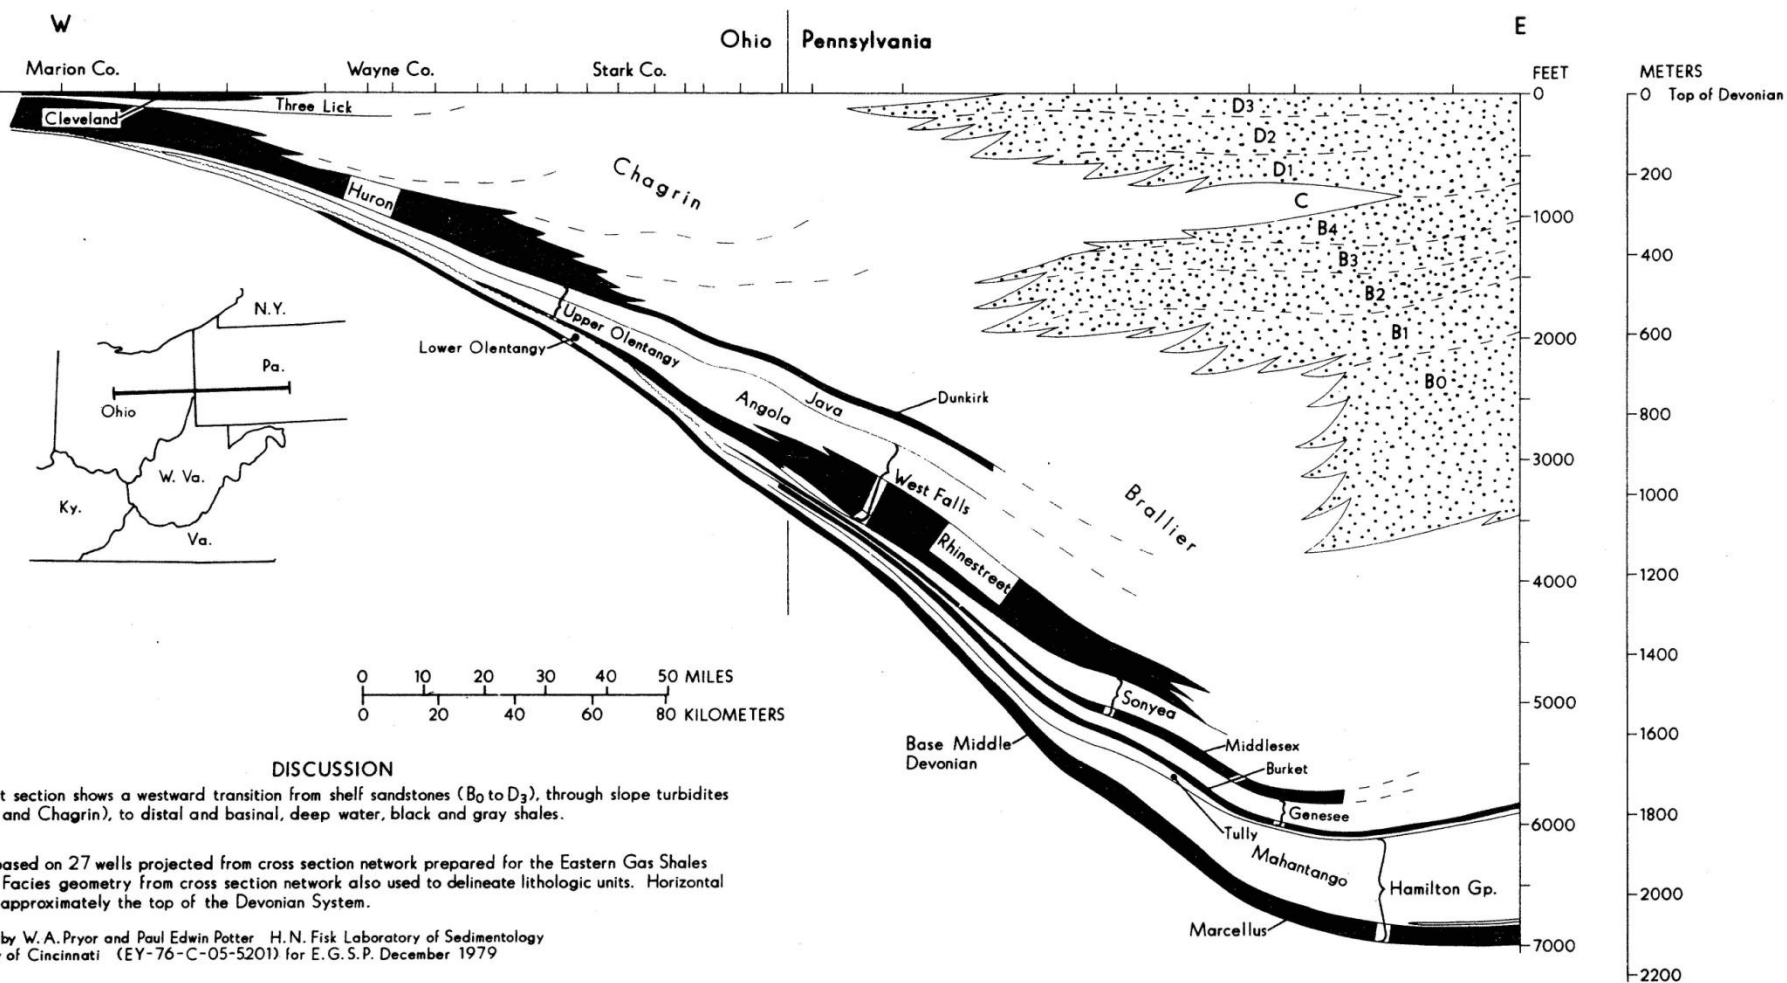 W
E
Ohio Pennsylvania
Marion Co.
Wayne Co.
Stark Co.
FEET
METERS
0
0 Top of Devonian
Three Lick
Cleveland
D3
D2
D1
C
B4
B3
B2
B1
B0
Chagrin
Huron
200
1000
400
2000
600
800
3000
1000
4000
1200
1400
5000
1600
6000
1800
2000
7000
2200
N.Y.
Pa.
Ohio
W. Va.
Ky.
Va.
Upper Olentangy
Lower Olentangy
Java
Angola
Dunkirk
West Falls
Brallier
Rhinestreet
Sonyea
Base Middle
Devonian
Middlesex
Burket
Genesee
Tully
Mahantango
Hamilton Gp.
Marcellus
0 10 20 30 40 50 MILES
0 20 40 60 80 KILOMETERS
DISCUSSION
t section shows a westward transition from shelf sandstones (B0 to D3), through slope turbidites
and Chagrin), to distal and basinal, deep water, black and gray shales.
based on 27 wells projected from cross section network prepared for the Eastern Gas Shales
Facies geometry from cross section network also used to delineate lithologic units. Horizontal
approximately the top of the Devonian System.
by W. A. Pryor and Paul Edwin Potter H. N. Fisk Laboratory of Sedimentology
of Cincinnati (EY-76-C-05-5201) for E. G. S. P. December 1979